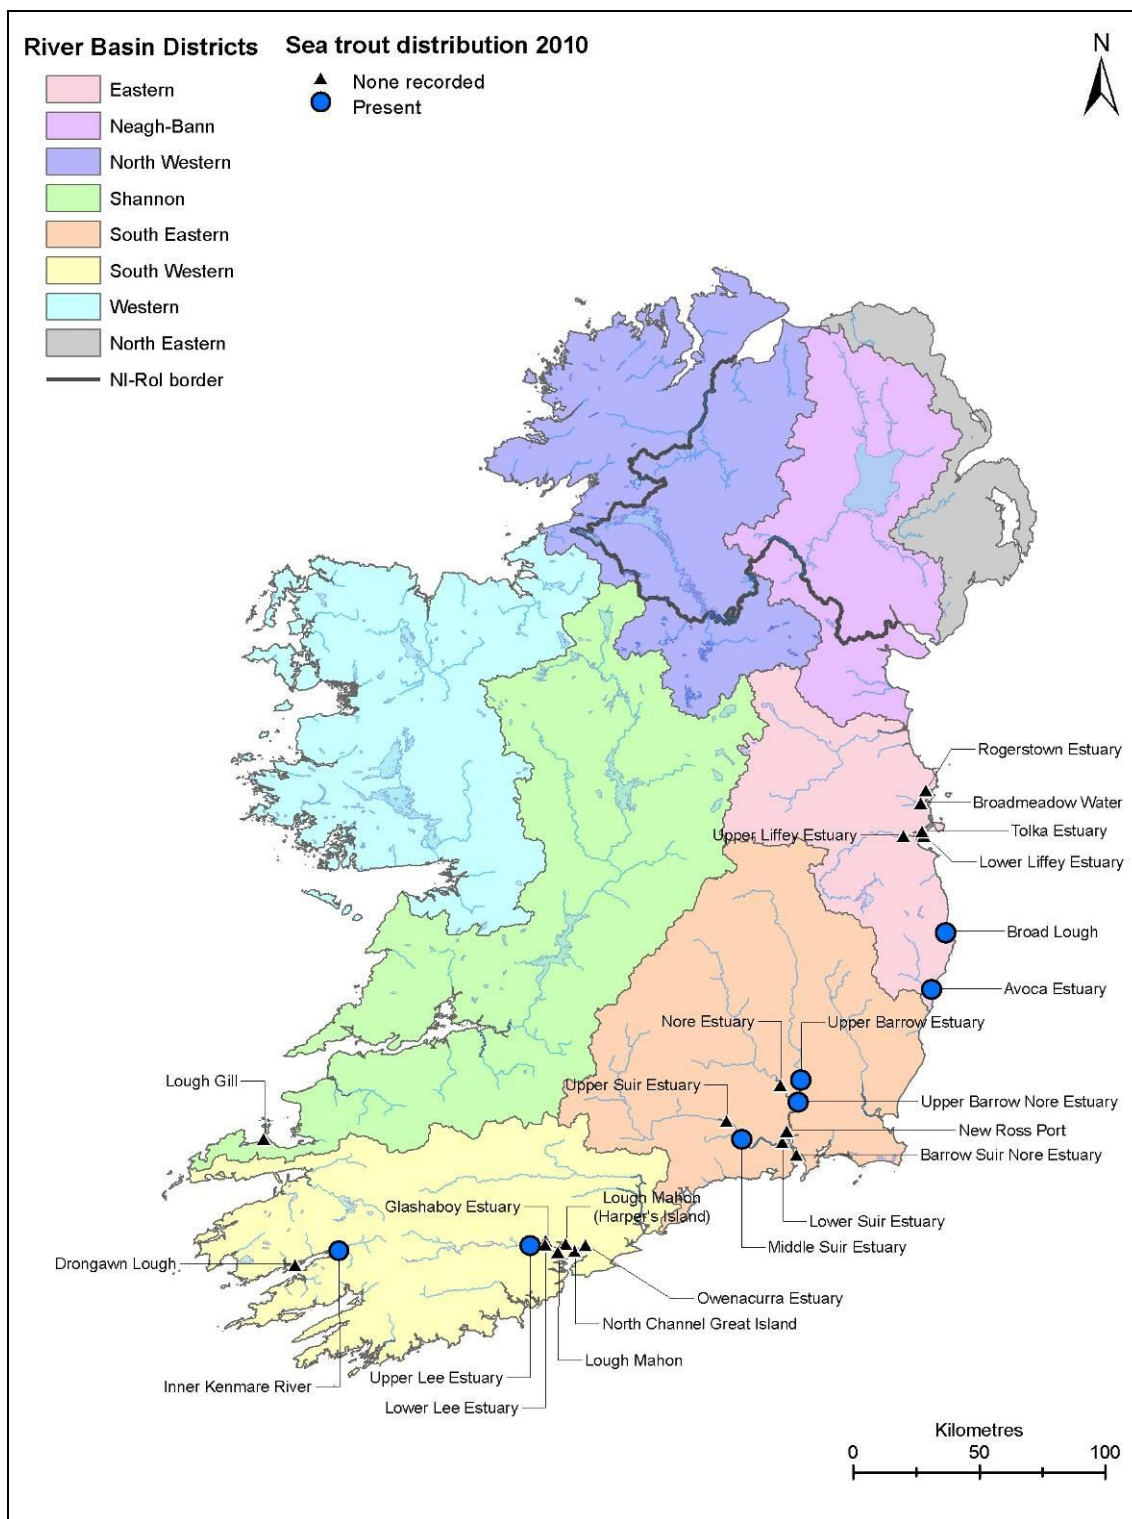 River Basin Districts
Eastern
Neagh-Bann
North Western
Shannon
South Eastern
South Western
Western
North Eastern
NI-RoI border
Sea trout distribution 2010
None recorded
Present
N
Rogerstown Estuary
Broadmeadow Water
Tolka Estuary
Upper Liffey Estuary
Lower Liffey Estuary
Broad Lough
Avoca Estuary
Nore Estuary
Upper Barrow Estuary
Lough Gill
Upper Suir Estuary
Upper Barrow Nore Estuary
New Ross Port
Barrow Suir Nore Estuary
Glashaboy Estuary
Lough Mahon
(Harper's Island)
Lower Suir Estuary
Middle Suir Estuary
Drongawn Lough
Owenacurra Estuary
North Channel Great Island
Lough Mahon
Upper Lee Estuary
Inner Kenmare River
Lower Lee Estuary
Kilometres
0 50 100